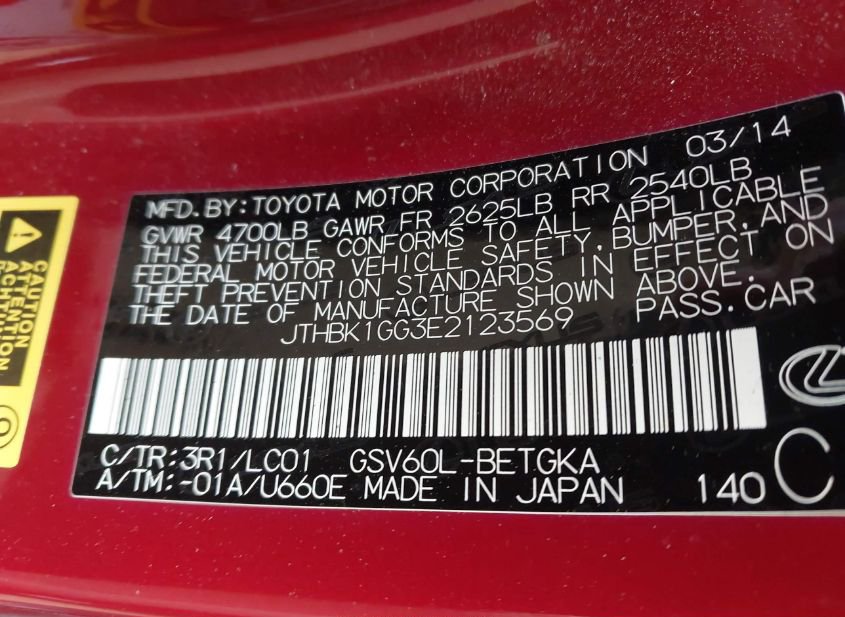 MFD. BY: TOYOTA MOTOR CORPORATION 03/14
GVWR 4700LB GAWR FR 2625LB RR 2540LB
THIS VEHICLE CONFORMS TO ALL APPLICABLE
FEDERAL MOTOR VEHICLE SAFETY, BUMPER, AND
THEFT PREVENTION STANDARDS IN EFFECT ON
THE DATE OF MANUFACTURE SHOWN ABOVE.
JTHBK1GG3E2123569 PASS. CAR
C/TR: 3R1/LC01 GSV60L-BETGKA
A/TM: -01A/U660E MADE IN JAPAN 140 C
CAUTION
ACHTUNG